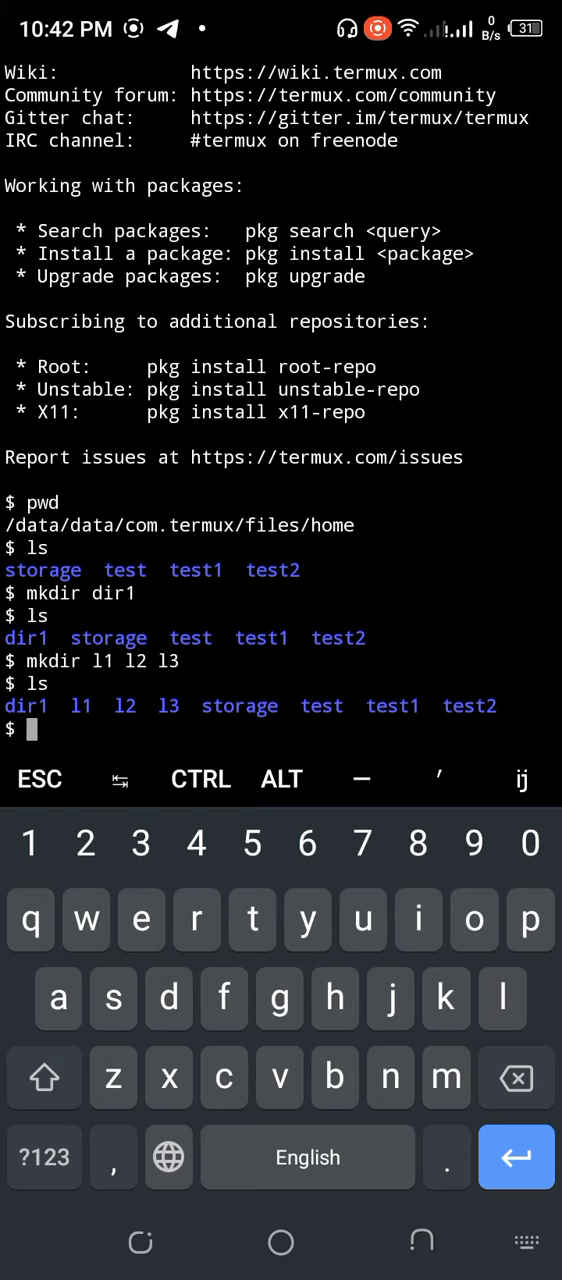 10:42 PM 0 B/s 31
Wiki: https://wiki.termux.com
Community forum: https://termux.com/community
Gitter chat: https://gitter.im/termux/termux
IRC channel: #termux on freenode
Working with packages:
* Search packages: pkg search <query>
* Install a package: pkg install <package>
* Upgrade packages: pkg upgrade
Subscribing to additional repositories:
* Root: pkg install root-repo
* Unstable: pkg install unstable-repo
* X11: pkg install x11-repo
Report issues at https://termux.com/issues
$ pwd
/data/data/com.termux/files/home
$ ls
storage test test1 test2
$ mkdir dir1
$ ls
dir1 storage test test1 test2
$ mkdir l1 l2 l3
$ ls
dir1 l1 l2 l3 storage test test1 test2
$
ESC ↹ CTRL ALT — ′ ij
1 2 3 4 5 6 7 8 9 0
q w e r t y u i o p
a s d f g h j k l
z x c v b n m
?123 , English .